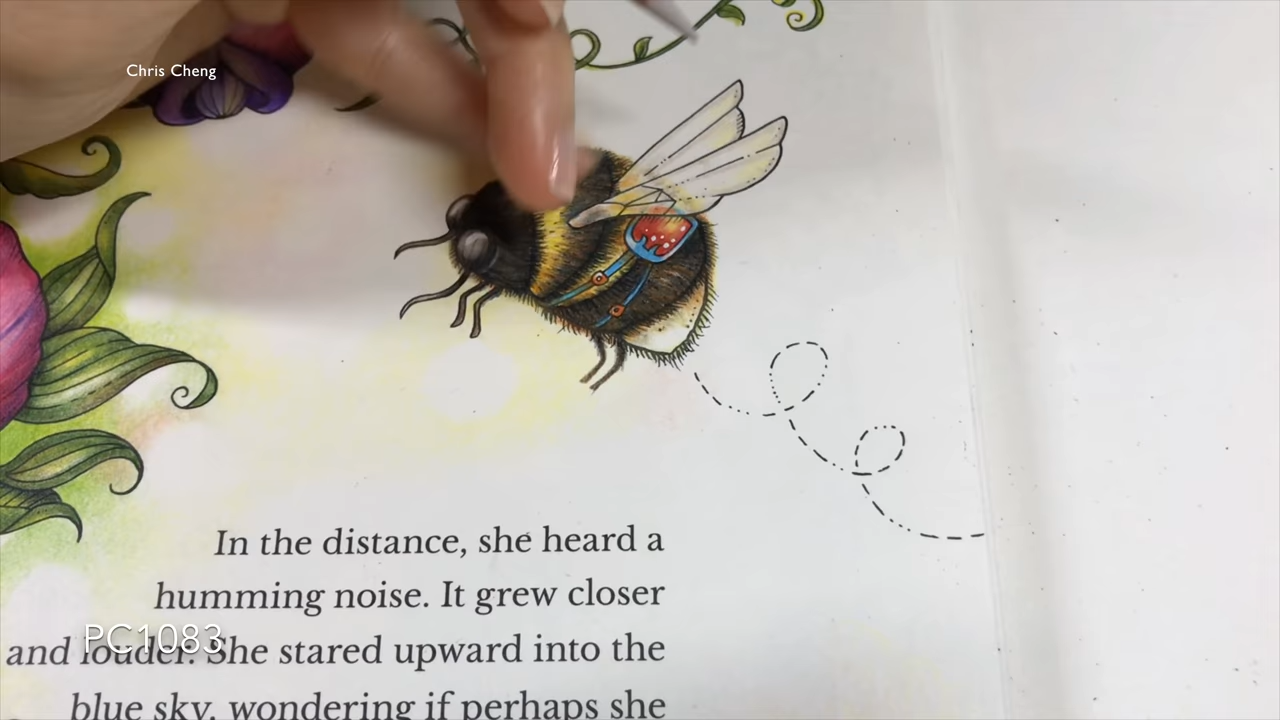 Chris Cheng
In the distance, she heard a
humming noise. It grew closer
and louder. She stared upward into the
PC1083
blue sky, wondering if perhaps she